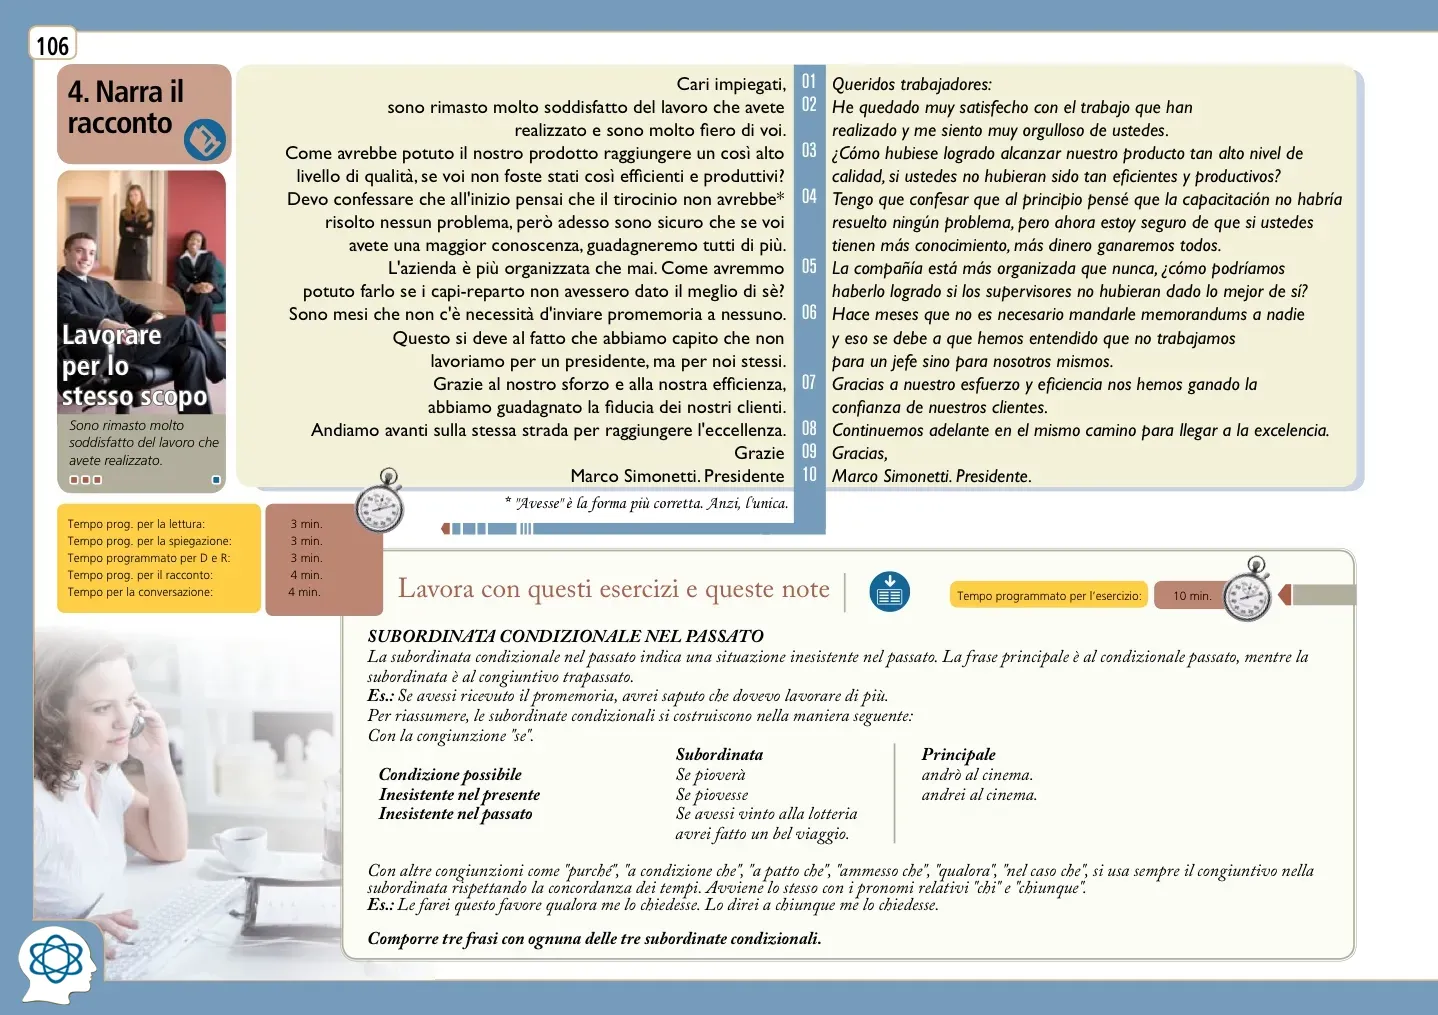 106
4. Narra il
racconto
Lavorare
per lo
stesso scopo
Sono rimasto molto
soddisfatto del lavoro che
avete realizzato.
Cari impiegati,
sono rimasto molto soddisfatto del lavoro che avete
realizzato e sono molto fiero di voi.
Come avrebbe potuto il nostro prodotto raggiungere un così alto
livello di qualità, se voi non foste stati così efficienti e produttivi?
Devo confessare che all'inizio pensai che il tirocinio non avrebbe*
risolto nessun problema, però adesso sono sicuro che se voi
avete una maggior conoscenza, guadagneremo tutti di più.
L'azienda è più organizzata che mai. Come avremmo
potuto farlo se i capi-reparto non avessero dato il meglio di sè?
Sono mesi che non c'è necessità d'inviare promemoria a nessuno.
Questo si deve al fatto che abbiamo capito che non
lavoriamo per un presidente, ma per noi stessi.
Grazie al nostro sforzo e alla nostra efficienza,
abbiamo guadagnato la fiducia dei nostri clienti.
Andiamo avanti sulla stessa strada per raggiungere l'eccellenza.
Grazie
Marco Simonetti. Presidente
* "Avesse" è la forma più corretta. Anzi, l'unica.
01
02
03
04
05
06
07
08
09
10
Queridos trabajadores:
He quedado muy satisfecho con el trabajo que han
realizado y me siento muy orgulloso de ustedes.
¿Cómo hubiese logrado alcanzar nuestro producto tan alto nivel de
calidad, si ustedes no hubieran sido tan eficientes y productivos?
Tengo que confesar que al principio pensé que la capacitación no habría
resuelto ningún problema, pero ahora estoy seguro de que si ustedes
tienen más conocimiento, más dinero ganaremos todos.
La compañía está más organizada que nunca, ¿cómo podríamos
haberlo logrado si los supervisores no hubieran dado lo mejor de sí?
Hace meses que no es necesario mandarle memorandums a nadie
y eso se debe a que hemos entendido que no trabajamos
para un jefe sino para nosotros mismos.
Gracias a nuestro esfuerzo y eficiencia nos hemos ganado la
confianza de nuestros clientes.
Continuemos adelante en el mismo camino para llegar a la excelencia.
Gracias,
Marco Simonetti. Presidente.
Tempo prog. per la lettura: 3 min.
Tempo prog. per la spiegazione: 3 min.
Tempo programmato per D e R: 3 min.
Tempo prog. per il racconto: 4 min.
Tempo per la conversazione: 4 min.
Lavora con questi esercizi e queste note
Tempo programmato per l'esercizio: 10 min.
SUBORDINATA CONDIZIONALE NEL PASSATO
La subordinata condizionale nel passato indica una situazione inesistente nel passato. La frase principale è al condizionale passato, mentre la
subordinata è al congiuntivo trapassato.
Es.: Se avessi ricevuto il promemoria, avrei saputo che dovevo lavorare di più.
Per riassumere, le subordinate condizionali si costruiscono nella maniera seguente:
Con la congiunzione "se".
Subordinata Principale
Condizione possibile Se pioverà andrò al cinema.
Inesistente nel presente Se piovesse andrei al cinema.
Inesistente nel passato Se avessi vinto alla lotteria
avrei fatto un bel viaggio.
Con altre congiunzioni come "purché", "a condizione che", "a patto che", "ammesso che", "qualora", "nel caso che", si usa sempre il congiuntivo nella
subordinata rispettando la concordanza dei tempi. Avviene lo stesso con i pronomi relativi "chi" e "chiunque".
Es.: Le farei questo favore qualora me lo chiedesse. Lo direi a chiunque me lo chiedesse.
Comporre tre frasi con ognuna delle tre subordinate condizionali.